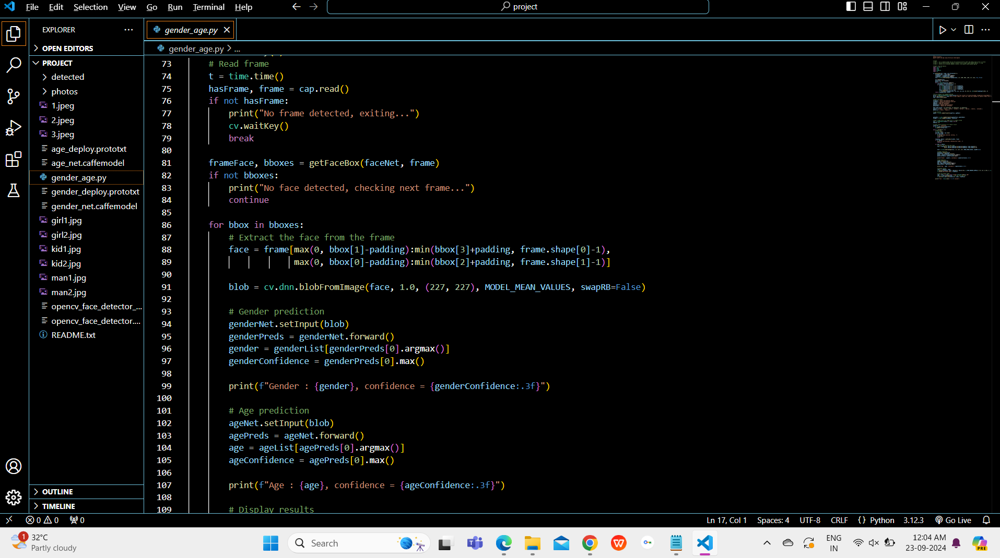 File Edit Selection View Go Run Terminal Help
project
EXPLORER
OPEN EDITORS
PROJECT
detected
photos
1.jpeg
2.jpeg
3.jpeg
age_deploy.prototxt
age_net.caffemodel
gender_age.py
gender_deploy.prototxt
gender_net.caffemodel
girl1.jpg
girl2.jpg
kid1.jpg
kid2.jpg
man1.jpg
man2.jpg
opencv_face_detector_...
opencv_face_detector....
README.txt
OUTLINE
TIMELINE
gender_age.py
gender_age.py > ...
73 # Read frame
74 t = time.time()
75 hasFrame, frame = cap.read()
76 if not hasFrame:
77 print("No frame detected, exiting...")
78 cv.waitKey()
79 break
80
81 frameFace, bboxes = getFaceBox(faceNet, frame)
82 if not bboxes:
83 print("No face detected, checking next frame...")
84 continue
85
86 for bbox in bboxes:
87 # Extract the face from the frame
88 face = frame[max(0, bbox[1]-padding):min(bbox[3]+padding, frame.shape[0]-1),
89 max(0, bbox[0]-padding):min(bbox[2]+padding, frame.shape[1]-1)]
90
91 blob = cv.dnn.blobFromImage(face, 1.0, (227, 227), MODEL_MEAN_VALUES, swapRB=False)
92
93 # Gender prediction
94 genderNet.setInput(blob)
95 genderPreds = genderNet.forward()
96 gender = genderList[genderPreds[0].argmax()]
97 genderConfidence = genderPreds[0].max()
98
99 print(f"Gender : {gender}, confidence = {genderConfidence:.3f}")
100
101 # Age prediction
102 ageNet.setInput(blob)
103 agePreds = ageNet.forward()
104 age = ageList[agePreds[0].argmax()]
105 ageConfidence = agePreds[0].max()
106
107 print(f"Age : {age}, confidence = {ageConfidence:.3f}")
108
109 # Display results
0 0 0
Ln 17, Col 1 Spaces: 4 UTF-8 CRLF {} Python 3.12.3 Go Live
1
32°C
Partly cloudy
Search
PRE
ENG
IN
12:04 AM
23-09-2024